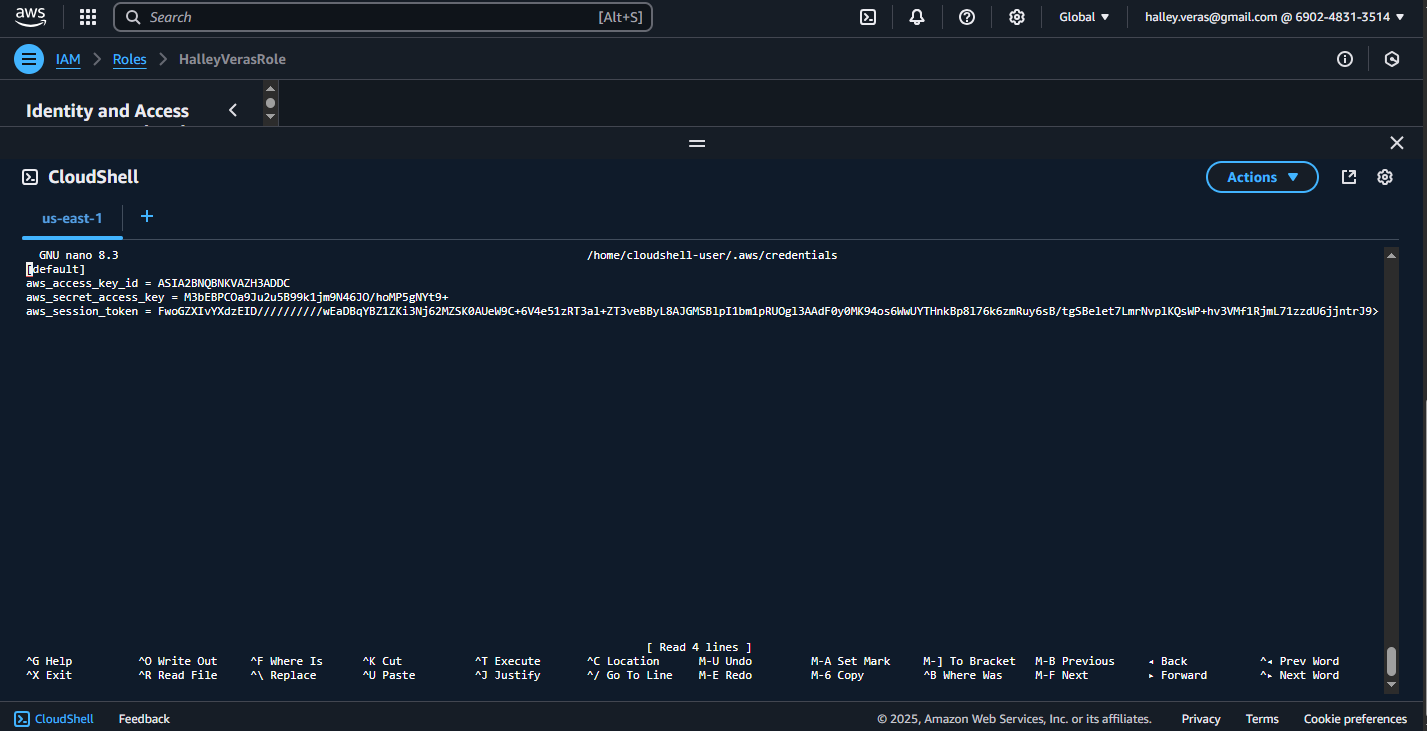 aws
Search [Alt+S] Global halley.veras@gmail.com @ 6902-4831-3514
IAM Roles HalleyVerasRole
Identity and Access
CloudShell
Actions
us-east-1 +
GNU nano 8.3 /home/cloudshell-user/.aws/credentials
[default]
aws_access_key_id = ASIA2BNQBNKVAZH3ADDC
aws_secret_access_key = M3bEBPCOa9Ju2u5B99k1jm9N46JO/hoMP5gNYt9+
aws_session_token = FwoGZXIvYXdzEID//////////wEaDBqYBZ1ZKi3Nj62MZSK0AUeW9C+6V4e51zRT3al+ZT3veBByL8AJGMSBlpI1bm1pRUOgl3AAdF0y0MK94os6WwUYTHnkBp8l76k6zmRuy6sB/tgSBelet7LmrNvplKQsWP+hv3VMf1RjmL71zzdU6jjntrJ9>
[ Read 4 lines ]
^G Help ^O Write Out ^F Where Is ^K Cut ^T Execute ^C Location M-U Undo M-A Set Mark M-] To Bracket M-B Previous ◂ Back ^◂ Prev Word
^X Exit ^R Read File ^\ Replace ^U Paste ^J Justify ^/ Go To Line M-E Redo M-6 Copy ^B Where Was M-F Next ▸ Forward ^▸ Next Word
CloudShell Feedback © 2025, Amazon Web Services, Inc. or its affiliates. Privacy Terms Cookie preferences